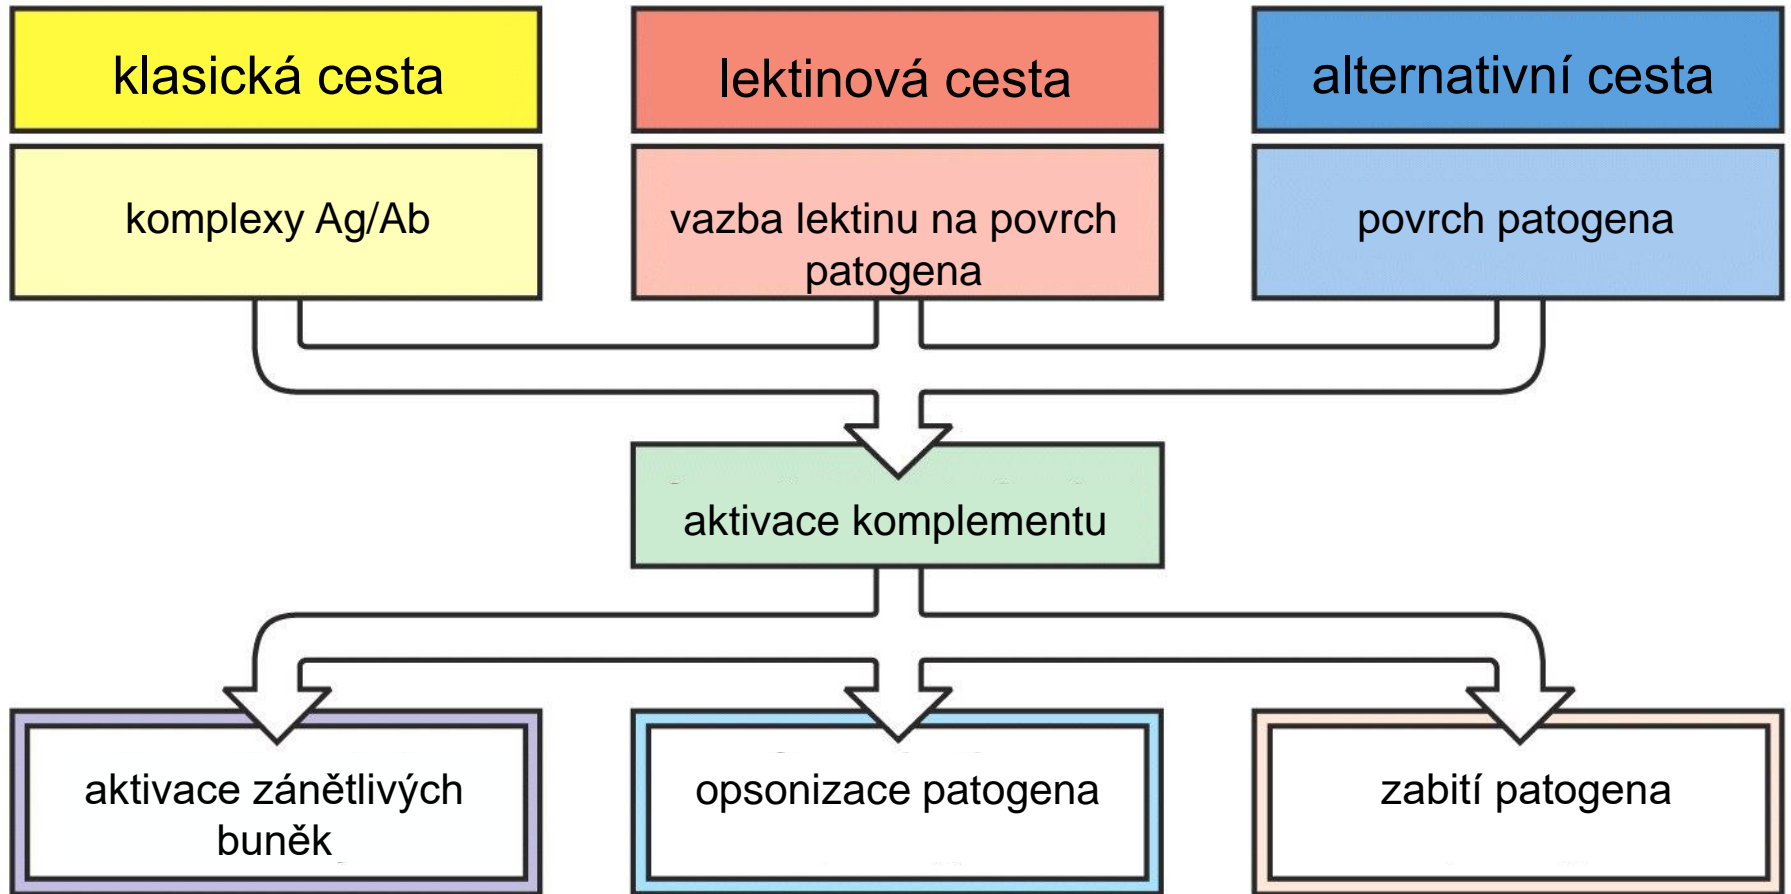 klasická cesta
lektinová cesta
alternativní cesta
komplexy Ag/Ab
vazba lektinu na povrch
patogena
povrch patogena
aktivace komplementu
aktivace zánětlivých
buněk
opsonizace patogena
zabití patogena